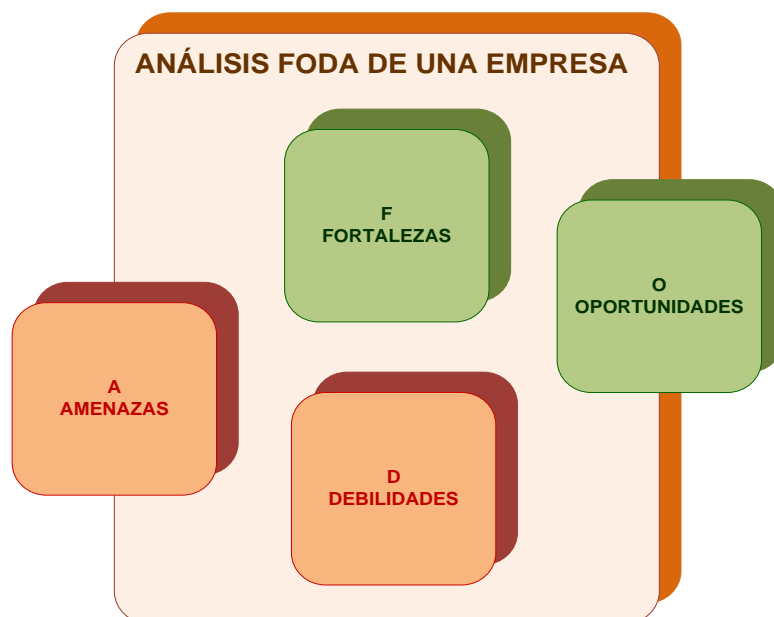 ANÁLISIS FODA DE UNA EMPRESA
F
FORTALEZAS
O
OPORTUNIDADES
A
AMENAZAS
D
DEBILIDADES